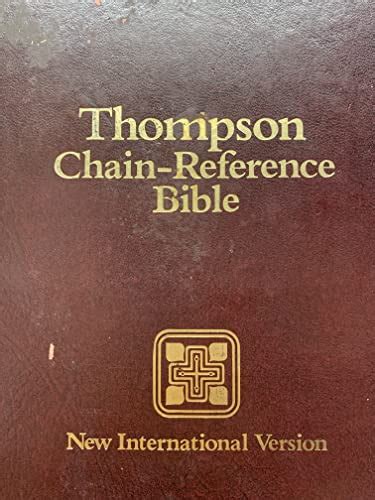 Thompson
Chain-Reference
Bible
New International Version